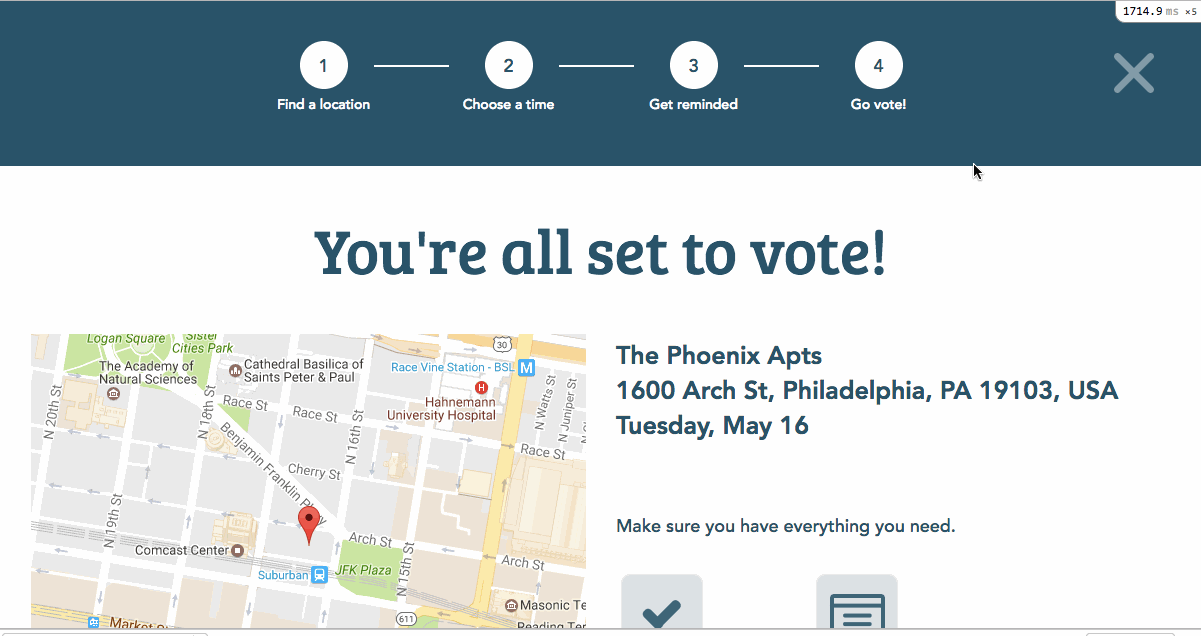 1714.9 ms ×5
1
2
3
4
Find a location
Choose a time
Get reminded
Go vote!
You're all set to vote!
Logan Square
Sister
Cities Park
The Academy of
Natural Sciences
Cathedral Basilica of
Saints Peter & Paul
30
Race Vine Station - BSL
M
H
Hahnemann
University Hospital
N 20th St
N 18th St
Race St
Race St
N 16th St
N Watts St
N Juniper St
Race St
Benjamin Franklin Pkwy
Cherry St
N 19th St
Comcast Center
Arch St
Suburban
JFK Plaza
N 15th St
Arch St
611
Masonic Te
Reading Ter
Market
The Phoenix Apts
1600 Arch St, Philadelphia, PA 19103, USA
Tuesday, May 16
Make sure you have everything you need.